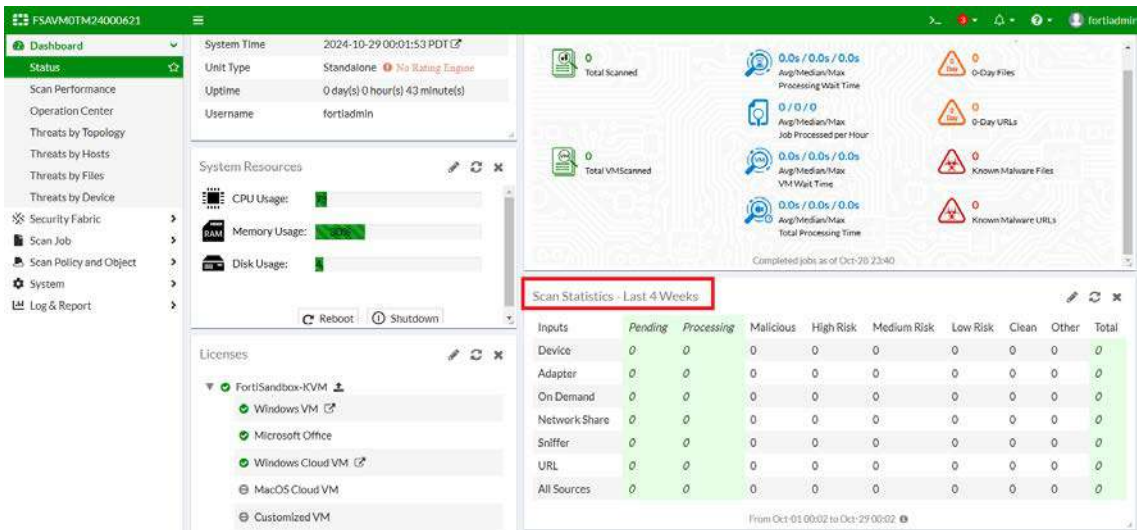 FSAVM0TM24000621
>_ 3 fortiadmin
Dashboard
Status
Scan Performance
Operation Center
Threats by Topology
Threats by Hosts
Threats by Files
Threats by Device
Security Fabric
Scan Job
Scan Policy and Object
System
Log & Report
System Time 2024-10-29 00:01:53 PDT
Unit Type Standalone No Rating Engine
Uptime 0 day(s) 0 hour(s) 43 minute(s)
Username fortiadmin
System Resources
CPU Usage:
RAM Memory Usage: 30%
Disk Usage:
Reboot Shutdown
Licenses
FortiSandbox-KVM
Windows VM
Microsoft Office
Windows Cloud VM
MacOS Cloud VM
Customized VM
0
Total Scanned
0.0s / 0.0s / 0.0s
Avg/Median/Max
Processing Wait Time
0
0-Day Files
0 / 0 / 0
Avg/Median/Max
Job Processed per Hour
0
0-Day URLs
0
Total VMScanned
0.0s / 0.0s / 0.0s
Avg/Median/Max
VM Wait Time
0
Known Malware Files
0.0s / 0.0s / 0.0s
Avg/Median/Max
Total Processing Time
0
Known Malware URLs
Completed jobs as of Oct-28 23:40
Scan Statistics - Last 4 Weeks
Inputs Pending Processing Malicious High Risk Medium Risk Low Risk Clean Other Total
Device 0 0 0 0 0 0 0 0 0
Adapter 0 0 0 0 0 0 0 0 0
On Demand 0 0 0 0 0 0 0 0 0
Network Share 0 0 0 0 0 0 0 0 0
Sniffer 0 0 0 0 0 0 0 0 0
URL 0 0 0 0 0 0 0 0 0
All Sources 0 0 0 0 0 0 0 0 0
From Oct-01 00:02 to Oct-29 00:02